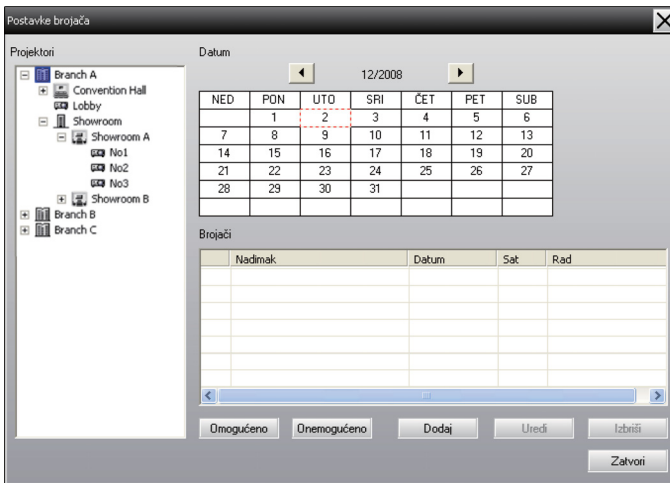 Postavke brojača
Projektori
Branch A
Convention Hall
Lobby
Showroom
Showroom A
No1
No2
No3
Showroom B
Branch B
Branch C
Datum
12/2008
NED PON UTO SRI ČET PET SUB
1 2 3 4 5 6
7 8 9 10 11 12 13
14 15 16 17 18 19 20
21 22 23 24 25 26 27
28 29 30 31
Brojači
Nadimak Datum Sat Rad
Omogućeno Onemogućeno Dodaj Uredi Izbriši
Zatvori